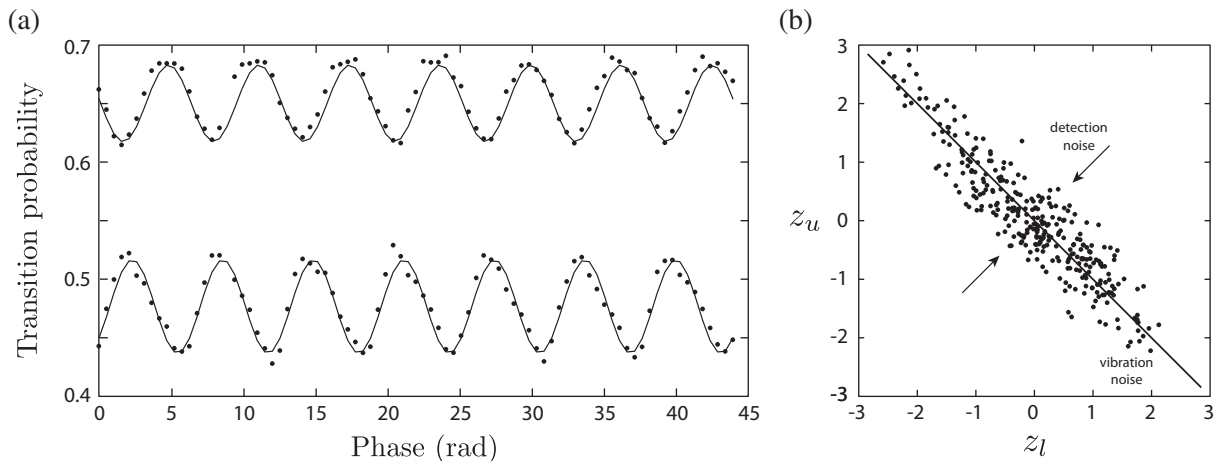 (a)
0.7
0.6
0.5
0.4
Transition probability
0 5 10 15 20 25 30 35 40 45
Phase (rad)
(b)
3
2
1
0
-1
-2
-3
z_u
detection
noise
vibration
noise
-3 -2 -1 0 1 2 3
z_l